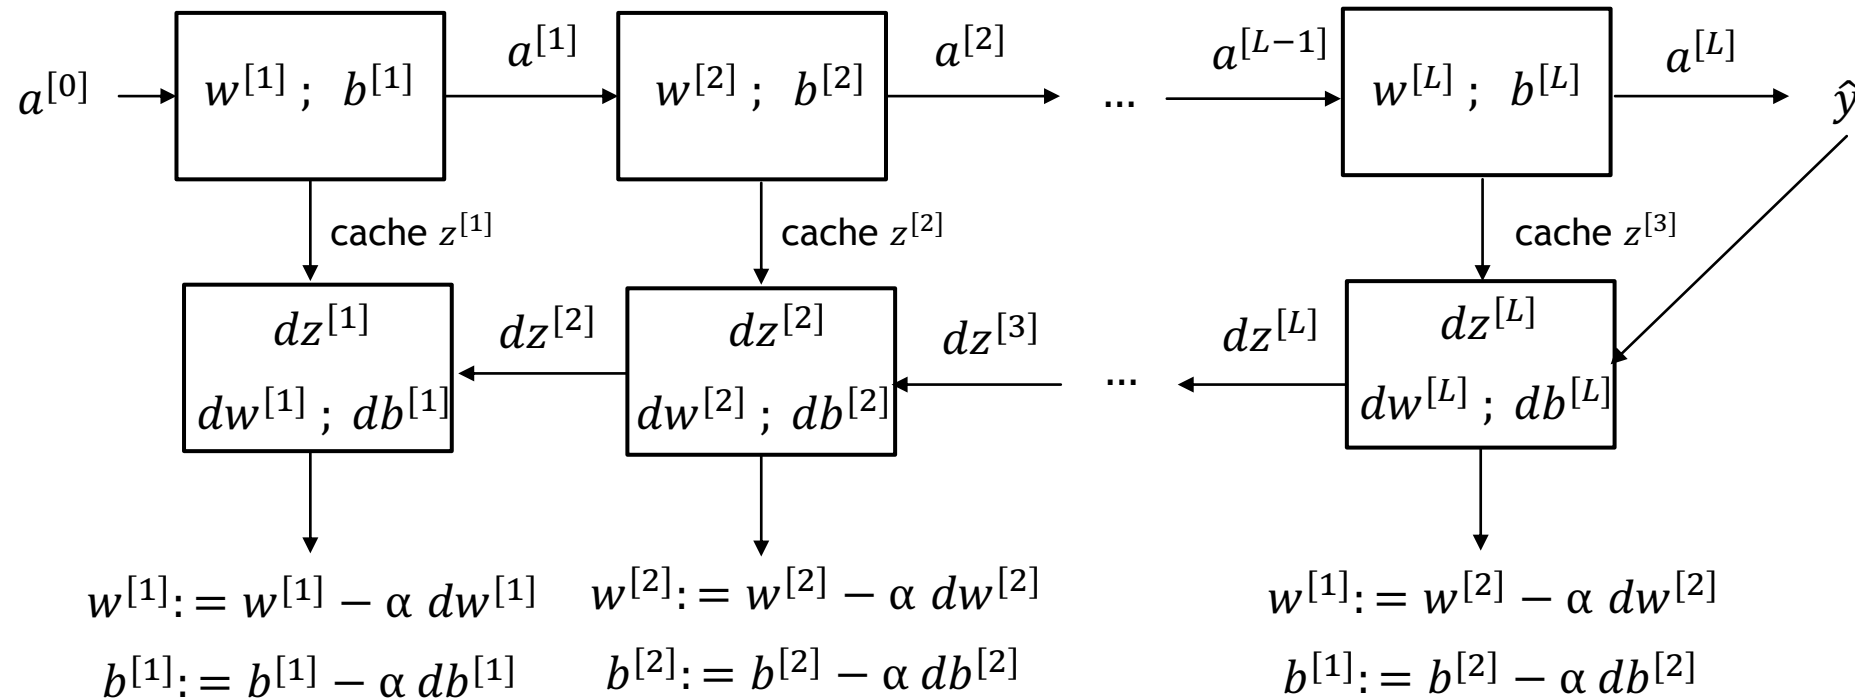 a^[0] w^[1] ; b^[1] a^[1] w^[2] ; b^[2] a^[2] ... a^[L−1] w^[L] ; b^[L] a^[L] ŷ
cache z^[1] cache z^[2] cache z^[3]
dz^[1] dz^[2] dz^[2] dz^[3] dz^[L] dz^[L]
dw^[1] ; db^[1] dw^[2] ; db^[2] ... dw^[L] ; db^[L]
w^[1]: = w^[1] − α dw^[1] w^[2]: = w^[2] − α dw^[2] w^[1]: = w^[2] − α dw^[2]
b^[1]: = b^[1] − α db^[1] b^[2]: = b^[2] − α db^[2] b^[1]: = b^[2] − α db^[2]